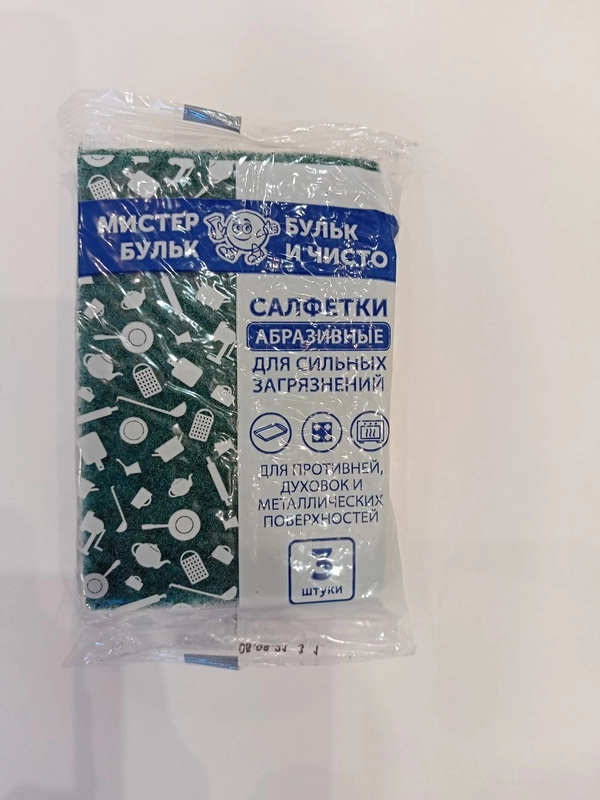 МИСТЕР
БУЛЬК
БУЛЬК
И ЧИСТО
САЛФЕТКИ
АБРАЗИВНЫЕ
ДЛЯ СИЛЬНЫХ
ЗАГРЯЗНЕНИЙ
ДЛЯ ПРОТИВНЕЙ,
ДУХОВОК И
МЕТАЛЛИЧЕСКИХ
ПОВЕРХНОСТЕЙ
3
ШТУКИ